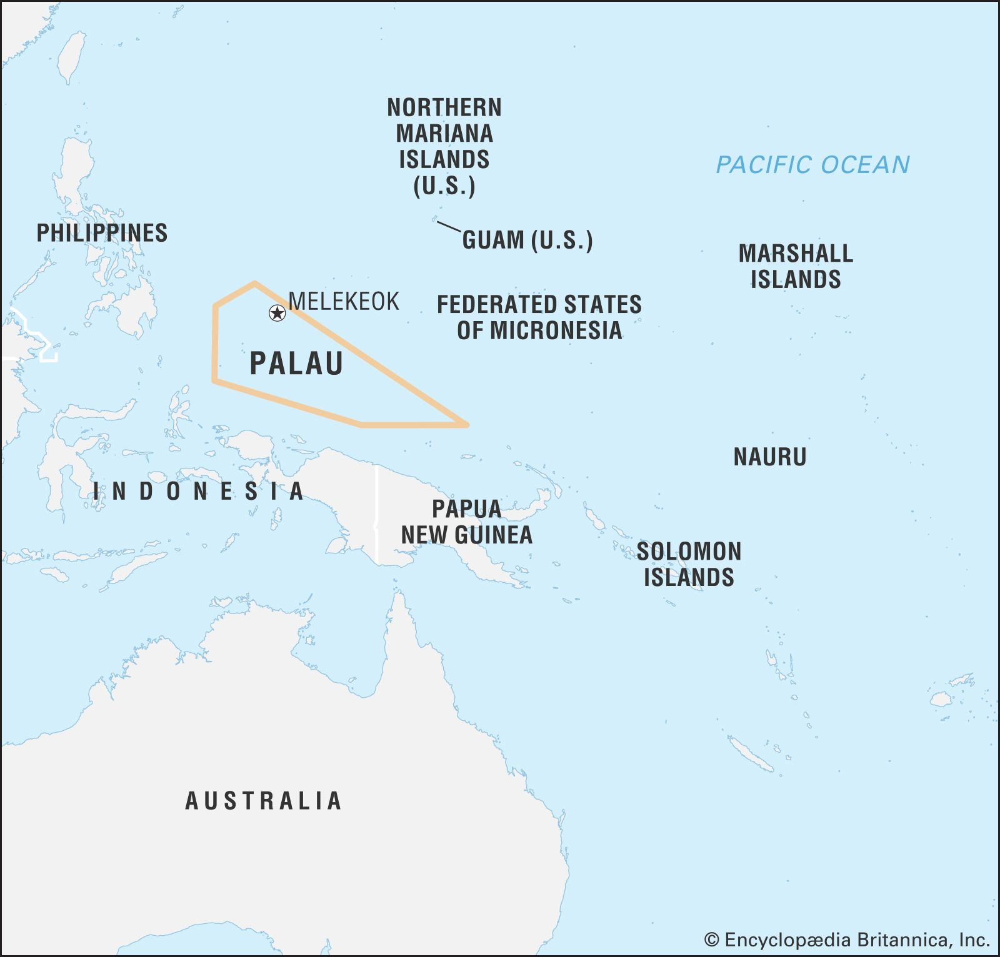 NORTHERN
MARIANA
ISLANDS
(U.S.)
PACIFIC OCEAN
PHILIPPINES
GUAM (U.S.)
MARSHALL
ISLANDS
MELEKEOK
FEDERATED STATES
OF MICRONESIA
PALAU
NAURU
INDONESIA
PAPUA
NEW GUINEA
SOLOMON
ISLANDS
AUSTRALIA
© Encyclopædia Britannica, Inc.